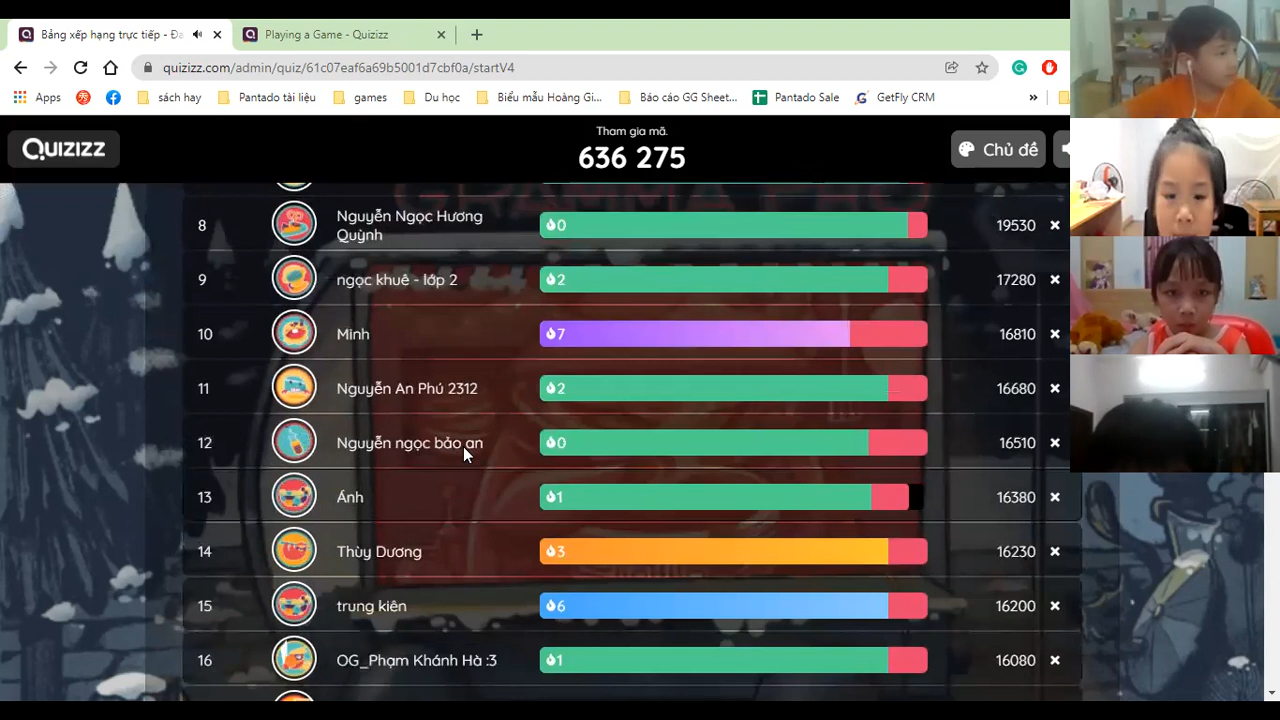 Bảng xếp hạng trực tiếp - Đa
Playing a Game - Quizizz
quizizz.com/admin/quiz/61c07eaf6a69b5001d7cbf0a/startV4
Apps
sách hay
Pantado tài liệu
games
Du học
Biểu mẫu Hoàng Gi...
Báo cáo GG Sheet...
Pantado Sale
GetFly CRM
»
Quizizz
Tham gia mã.
636 275
Chủ đề
8 Nguyễn Ngọc Hương Quỳnh 0 19530 ×
9 ngọc khuê - lớp 2 2 17280 ×
10 Minh 7 16810 ×
11 Nguyễn An Phú 2312 2 16680 ×
12 Nguyễn ngọc bảo an 0 16510 ×
13 Ánh 1 16380 ×
14 Thùy Dương 3 16230 ×
15 trung kiên 6 16200 ×
16 OG_Phạm Khánh Hà :3 1 16080 ×